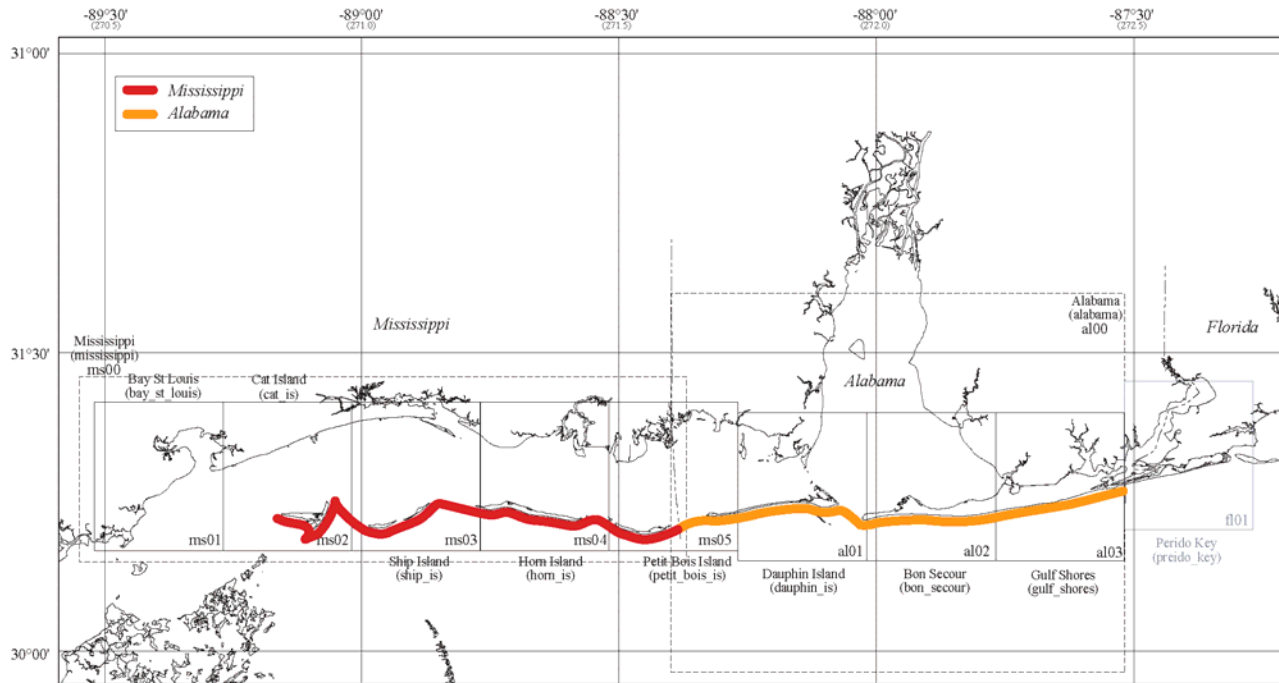 -89°30'
(270 5)
-89°00'
(271.0)
-88°30'
(271.5)
-88°00'
(272.0)
-87°30'
(272 5)
31°00'
Mississippi
Alabama
Mississippi
Alabama
(alabama)
al00
Florida
31°30'
Mississippi
(mississippi)
ms00
Bay St Louis
(bay_st_louis)
Cat Island
(cat_is)
Alabama
ms01
ms02
ms03
ms04
ms05
al01
al02
al03
fl01
Ship Island
(ship_is)
Horn Island
(horn_is)
Petit Bois Island
(petit_bois_is)
Dauphin Island
(dauphin_is)
Bon Secour
(bon_secour)
Gulf Shores
(gulf_shores)
Perido Key
(preido_key)
30°00'